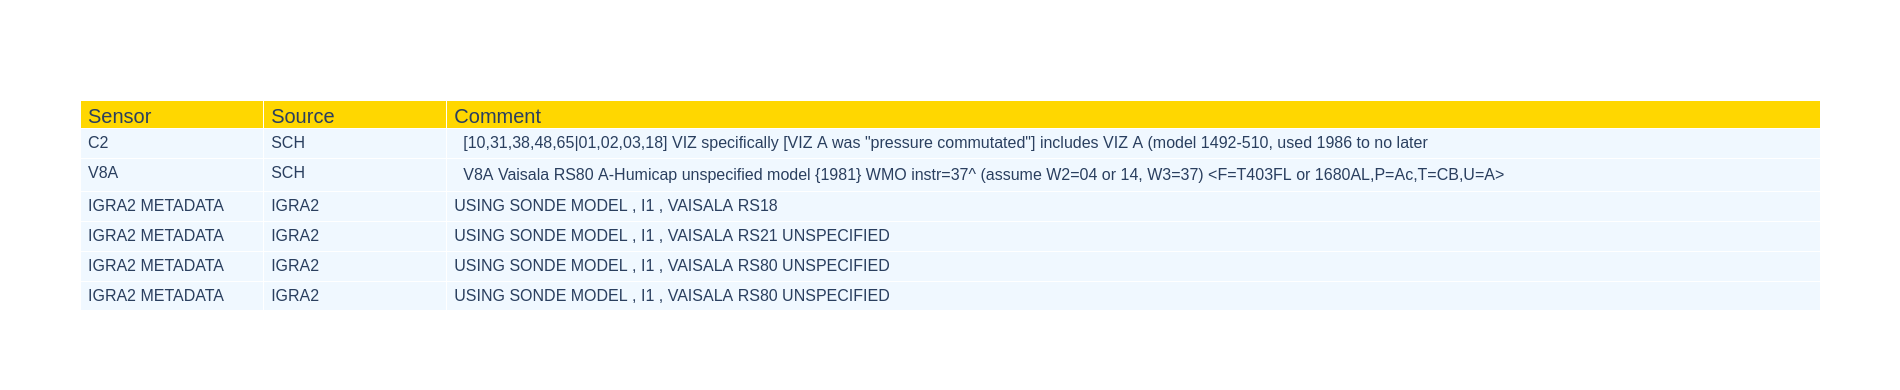 Sensor Source Comment
C2 SCH [10,31,38,48,65|01,02,03,18] VIZ specifically [VIZ A was "pressure commutated"] includes VIZ A (model 1492-510, used 1986 to no later
V8A SCH V8A Vaisala RS80 A-Humicap unspecified model {1981} WMO instr=37^ (assume W2=04 or 14, W3=37) <F=T403FL or 1680AL,P=Ac,T=CB,U=A>
IGRA2 METADATA IGRA2 USING SONDE MODEL , I1 , VAISALA RS18
IGRA2 METADATA IGRA2 USING SONDE MODEL , I1 , VAISALA RS21 UNSPECIFIED
IGRA2 METADATA IGRA2 USING SONDE MODEL , I1 , VAISALA RS80 UNSPECIFIED
IGRA2 METADATA IGRA2 USING SONDE MODEL , I1 , VAISALA RS80 UNSPECIFIED